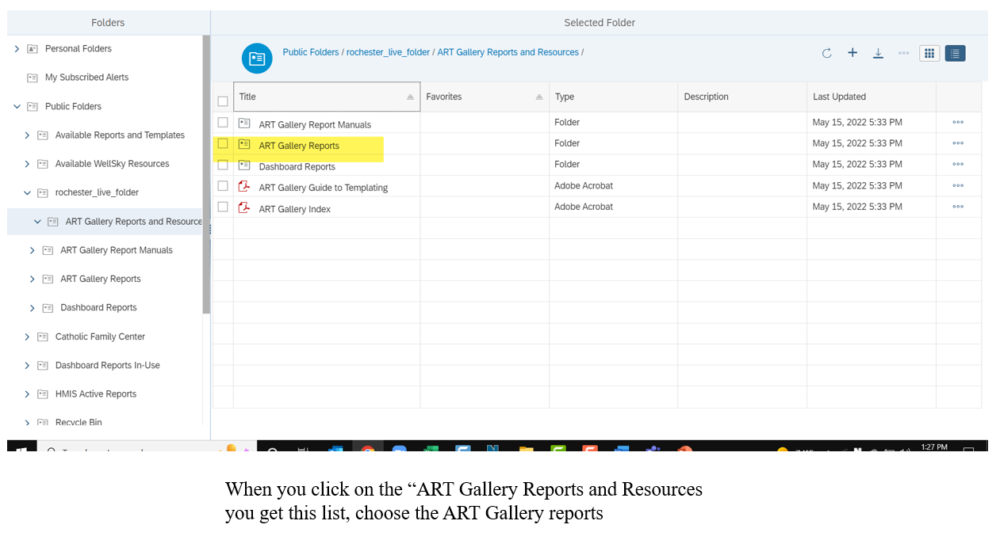 Folders
Selected Folder
Personal Folders
My Subscribed Alerts
Public Folders
Available Reports and Templates
Available WellSky Resources
rochester_live_folder
ART Gallery Reports and Resource
ART Gallery Report Manuals
ART Gallery Reports
Dashboard Reports
Catholic Family Center
Dashboard Reports In-Use
HMIS Active Reports
Recycle Bin
Public Folders / rochester_live_folder / ART Gallery Reports and Resources /
Title Favorites Type Description Last Updated
ART Gallery Report Manuals Folder May 15, 2022 5:33 PM
ART Gallery Reports Folder May 15, 2022 5:33 PM
Dashboard Reports Folder May 15, 2022 5:33 PM
ART Gallery Guide to Templating Adobe Acrobat May 15, 2022 5:33 PM
ART Gallery Index Adobe Acrobat May 15, 2022 5:33 PM
1:27 PM
When you click on the “ART Gallery Reports and Resources
you get this list, choose the ART Gallery reports